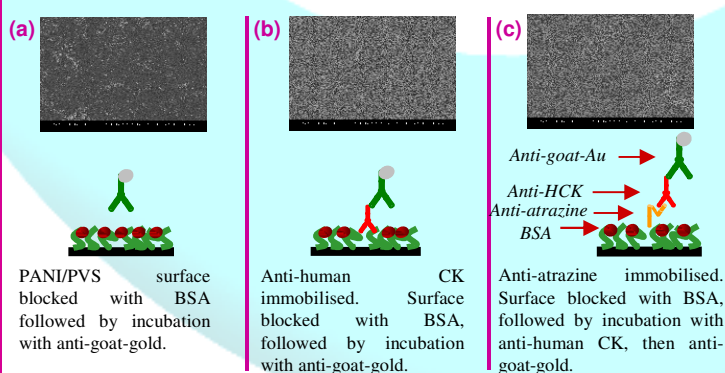 (a)
PANI/PVS surface
blocked with BSA
followed by incubation
with anti-goat-gold.
(b)
Anti-human CK
immobilised. Surface
blocked with BSA,
followed by incubation
with anti-goat-gold.
(c)
Anti-goat-Au
Anti-HCK
Anti-atrazine
BSA
Anti-atrazine immobilised.
Surface blocked with BSA,
followed by incubation with
anti-human CK, then anti-
goat-gold.